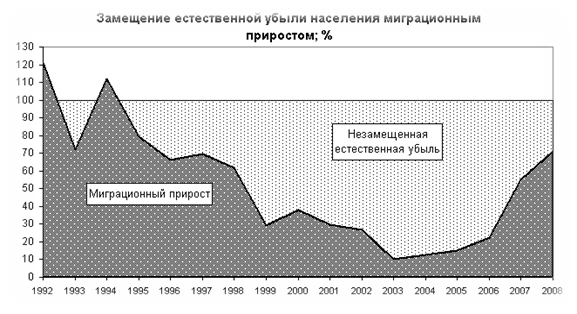 Замещение естественной убыли населения миграционным
приростом; %
130
120
110
100
90
80
70
60
50
40
30
20
10
0
Незамещенная
естественная убыль
Миграционный прирост
1992 1993 1994 1995 1996 1997 1998 1999 2000 2001 2002 2003 2004 2005 2006 2007 2008